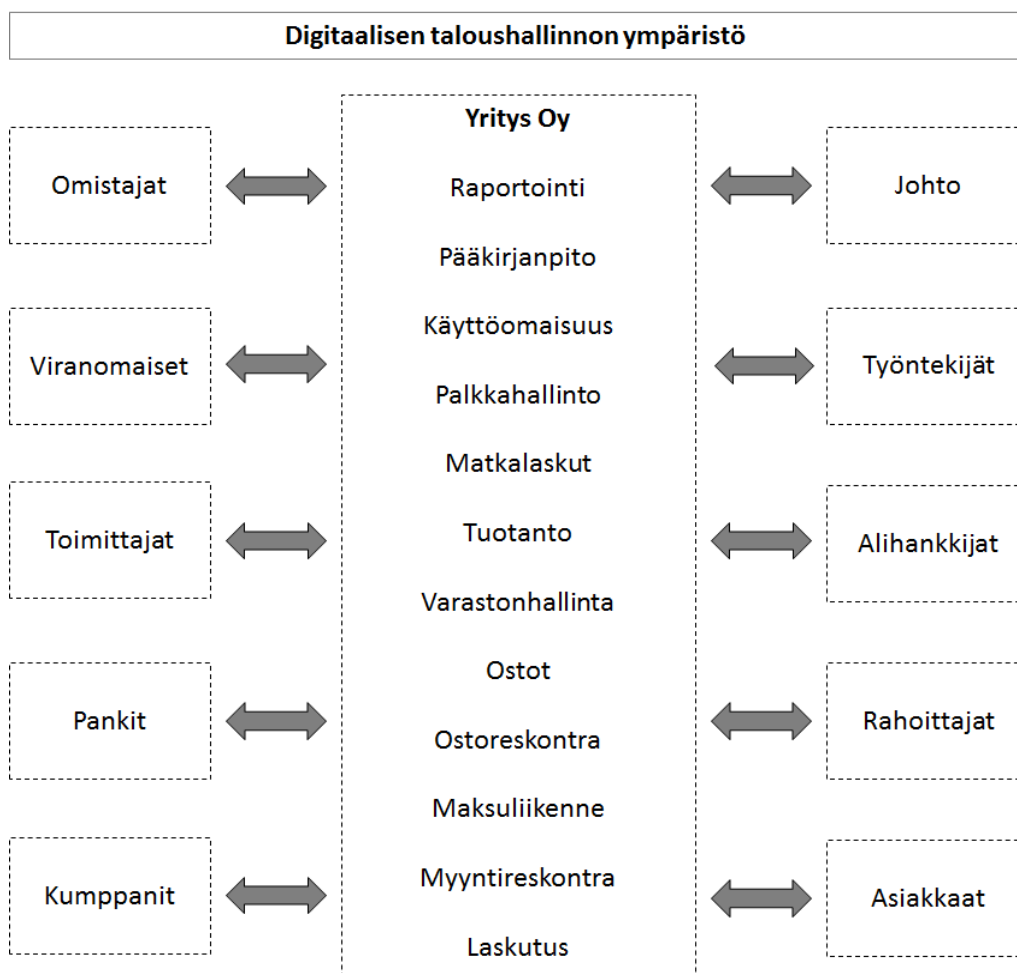 Digitaalisen taloushallinnon ympäristö
Yritys Oy
Omistajat
Raportointi
Johto
Pääkirjanpito
Käyttöomaisuus
Viranomaiset
Työntekijät
Palkkahallinto
Matkalaskut
Toimittajat
Tuotanto
Alihankkijat
Varastonhallinta
Ostot
Pankit
Rahoittajat
Ostoreskontra
Maksuliikenne
Myyntireskontra
Kumppanit
Asiakkaat
Laskutus